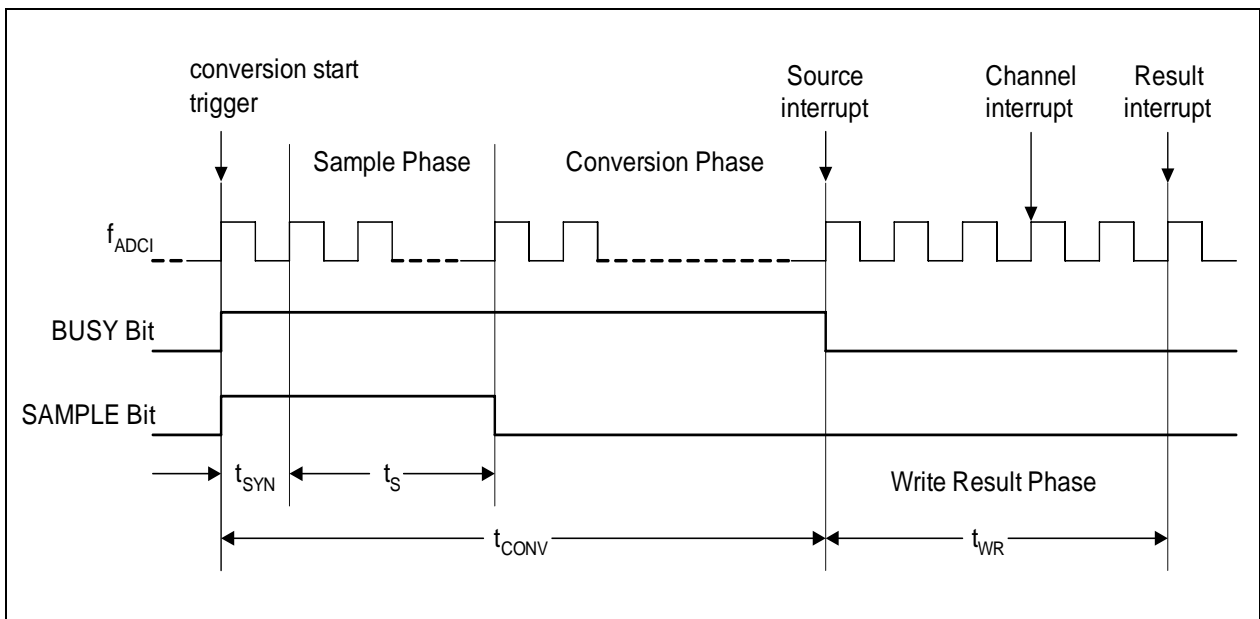 conversion start
trigger
Source
interrupt
Channel
interrupt
Result
interrupt
Sample Phase
Conversion Phase
fADCI
BUSY Bit
SAMPLE Bit
tSYN
tS
Write Result Phase
tCONV
tWR